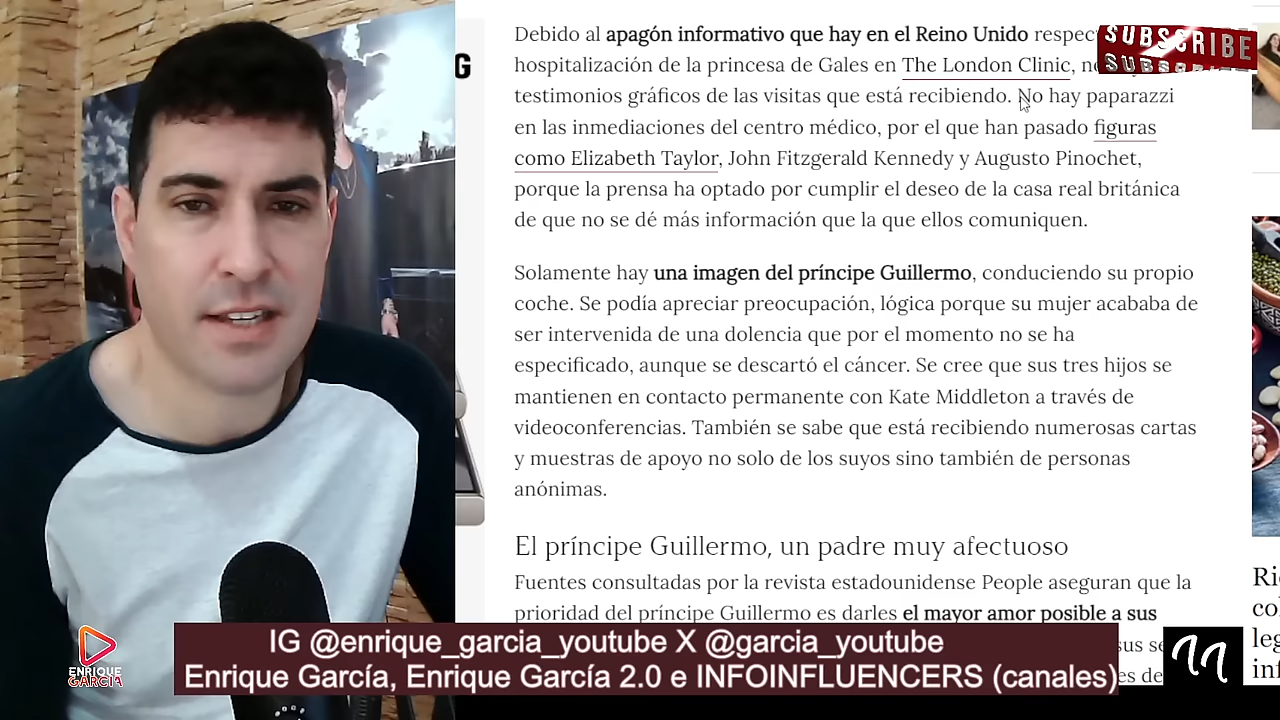 G
Debido al apagón informativo que hay en el Reino Unido respec
hospitalización de la princesa de Gales en The London Clinic,
testimonios gráficos de las visitas que está recibiendo. No hay paparazzi
en las inmediaciones del centro médico, por el que han pasado figuras
como Elizabeth Taylor, John Fitzgerald Kennedy y Augusto Pinochet,
porque la prensa ha optado por cumplir el deseo de la casa real británica
de que no se dé más información que la que ellos comuniquen.
Solamente hay una imagen del príncipe Guillermo, conduciendo su propio
coche. Se podía apreciar preocupación, lógica porque su mujer acababa de
ser intervenida de una dolencia que por el momento no se ha
especificado, aunque se descartó el cáncer. Se cree que sus tres hijos se
mantienen en contacto permanente con Kate Middleton a través de
videoconferencias. También se sabe que está recibiendo numerosas cartas
y muestras de apoyo no solo de los suyos sino también de personas
anónimas.
El príncipe Guillermo, un padre muy afectuoso
Fuentes consultadas por la revista estadounidense People aseguran que la
prioridad del príncipe Guillermo es darles el mayor amor posible a sus
sus se
es de
SUBSCRIBE
SUBSCRIBE
Ri
co
leg
inf
IG @enrique_garcia_youtube X @garcia_youtube
Enrique García, Enrique García 2.0 e INFOINFLUENCERS (canales)
ENRIQUE
GARCÍA